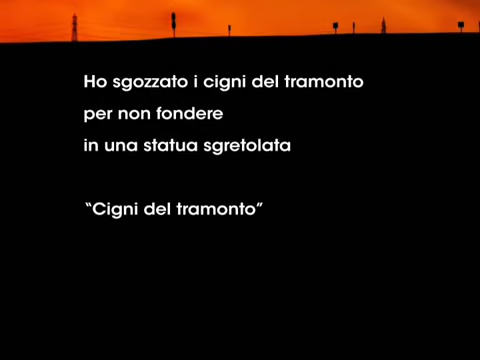 Ho sgozzato i cigni del tramonto
per non fondere
in una statua sgretolata
“Cigni del tramonto”